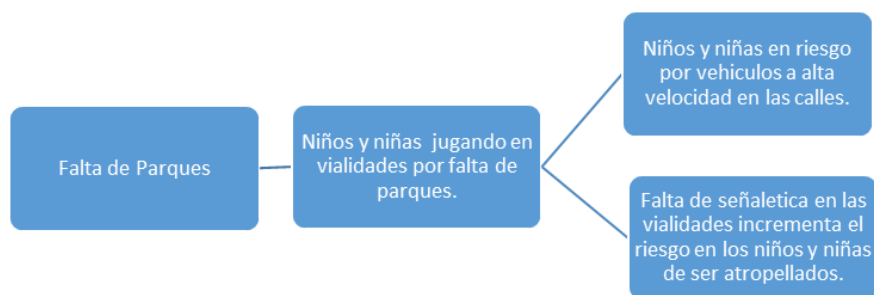 Falta de Parques
Niños y niñas jugando en
vialidades por falta de
parques.
Niños y niñas en riesgo
por vehiculos a alta
velocidad en las calles.
Falta de señaletica en las
vialidades incrementa el
riesgo en los niños y niñas
de ser atropellados.